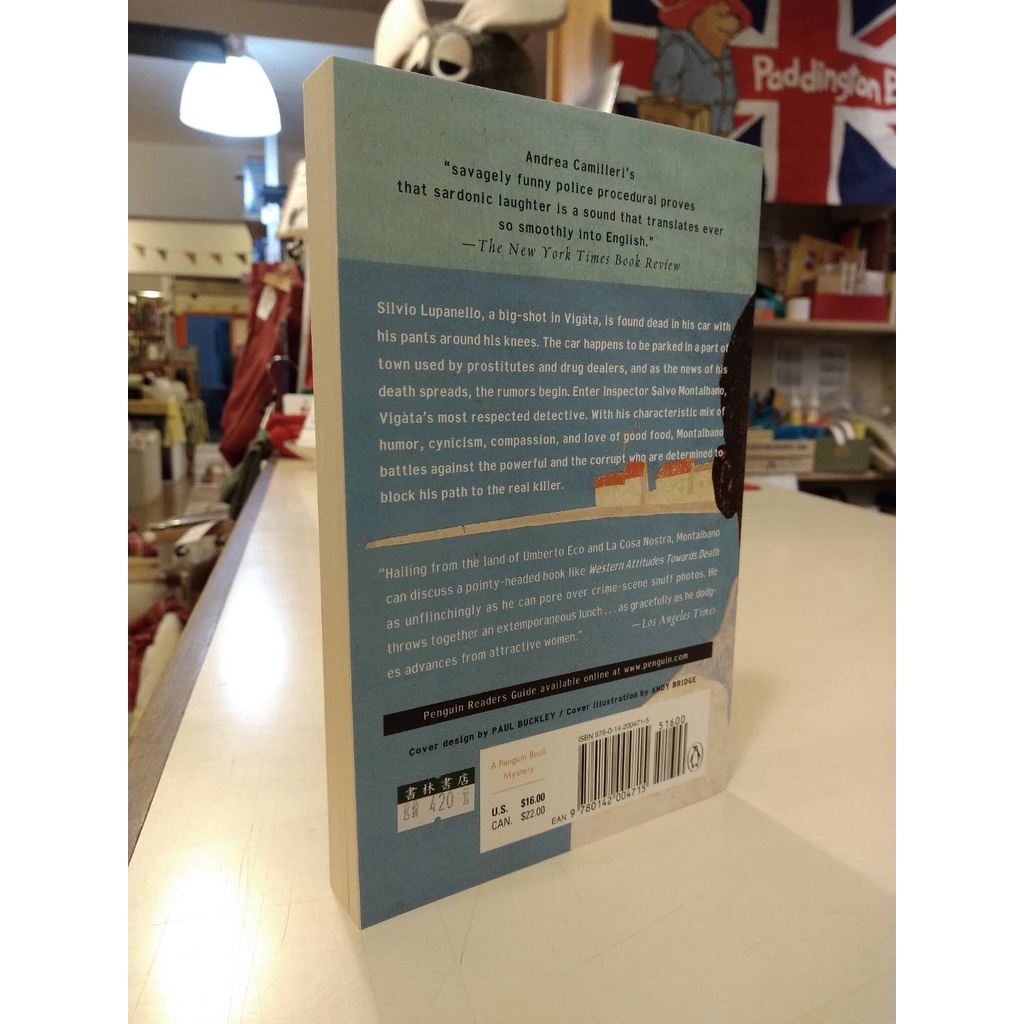 Paddington B
Andrea Camilleri's
"savagely funny police procedural proves
that sardonic laughter is a sound that translates ever
so smoothly into English."
—The New York Times Book Review
Silvio Lupanello, a big-shot in Vigàta, is found dead in his car with
his pants around his knees. The car happens to be parked in a part of
town used by prostitutes and drug dealers, and as the news of his
death spreads, the rumors begin. Enter Inspector Salvo Montalbano,
Vigàta's most respected detective. With his characteristic mix of
humor, cynicism, compassion, and love of good food, Montalbano
battles against the powerful and the corrupt who are determined to
block his path to the real killer.
"Hailing from the land of Umberto Eco and La Cosa Nostra, Montalbano
can discuss a pointy-headed book like Western Attitudes Towards Death
as unflinchingly as he can pore over crime-scene snuff photos. He
throws together an extemporaneous lunch . . . as gracefully as he dodg-
es advances from attractive women."
—Los Angeles Times
Penguin Readers Guide available online at www.penguin.com
Cover design by PAUL BUCKLEY / Cover illustration by ANDY BRIDGE
書林書店
420
A Penguin Book
Mystery
U.S. $16.00
CAN. $22.00
ISBN 978-0-14-200471-5
51600
EAN 9 780142 004715